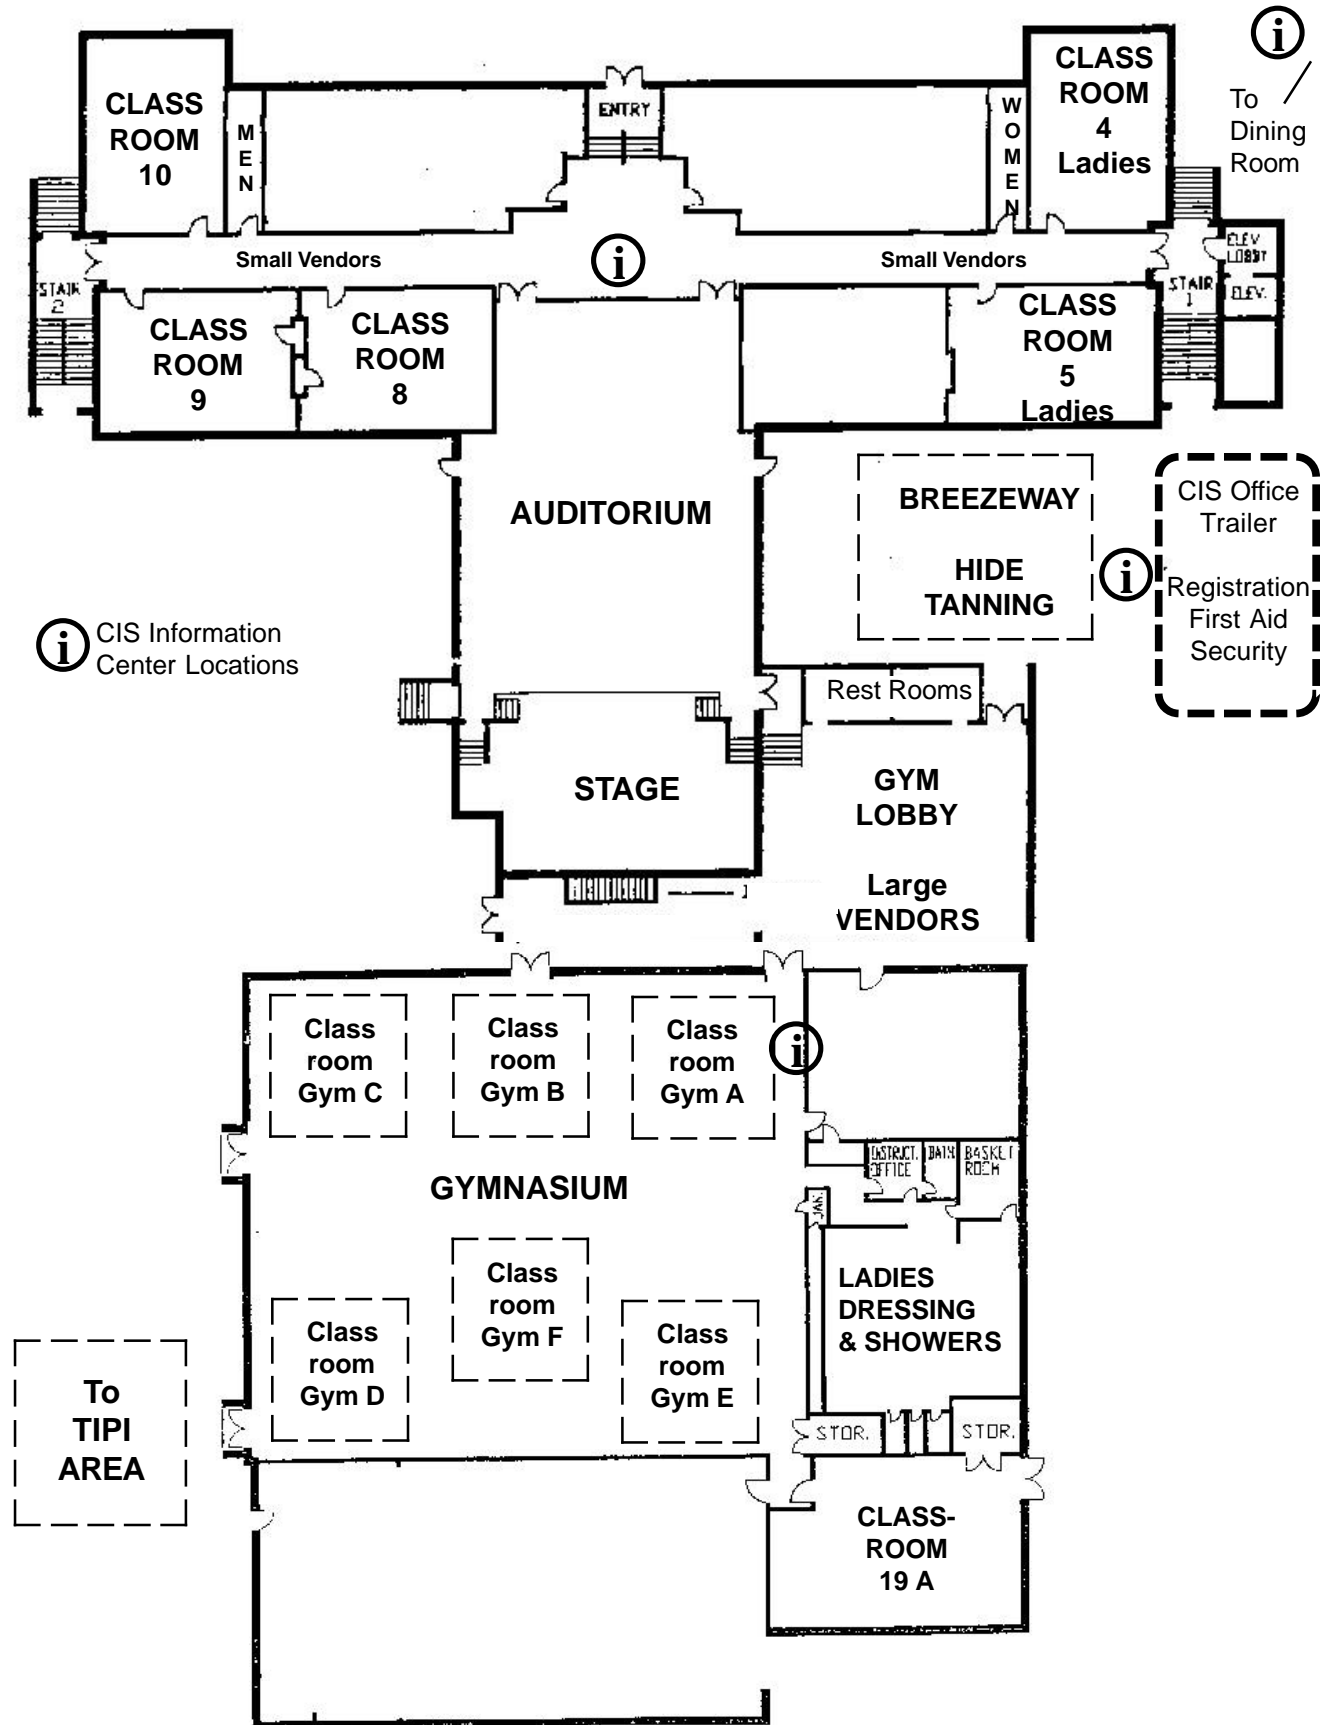 i
To
Dining
Room
CLASS
ROOM
10
MEN
ENTRY
WOMEN
CLASS
ROOM
4
Ladies
Small Vendors
i
Small Vendors
ELEV
LOBBY
ELEV.
STAIR
2
STAIR
1
CLASS
ROOM
9
CLASS
ROOM
8
CLASS
ROOM
5
Ladies
AUDITORIUM
BREEZEWAY
HIDE
TANNING
i
CIS Office
Trailer
Registration
First Aid
Security
i CIS Information
Center Locations
Rest Rooms
STAGE
GYM
LOBBY
Large
VENDORS
Class
room
Gym C
Class
room
Gym B
Class
room
Gym A
i
GYMNASIUM
INSTRUCT.
OFFICE
BATH
BASKET
ROOM
JAN.
LADIES
DRESSING
& SHOWERS
Class
room
Gym D
Class
room
Gym F
Class
room
Gym E
STOR.
STOR.
To
TIPI
AREA
CLASS-
ROOM
19 A